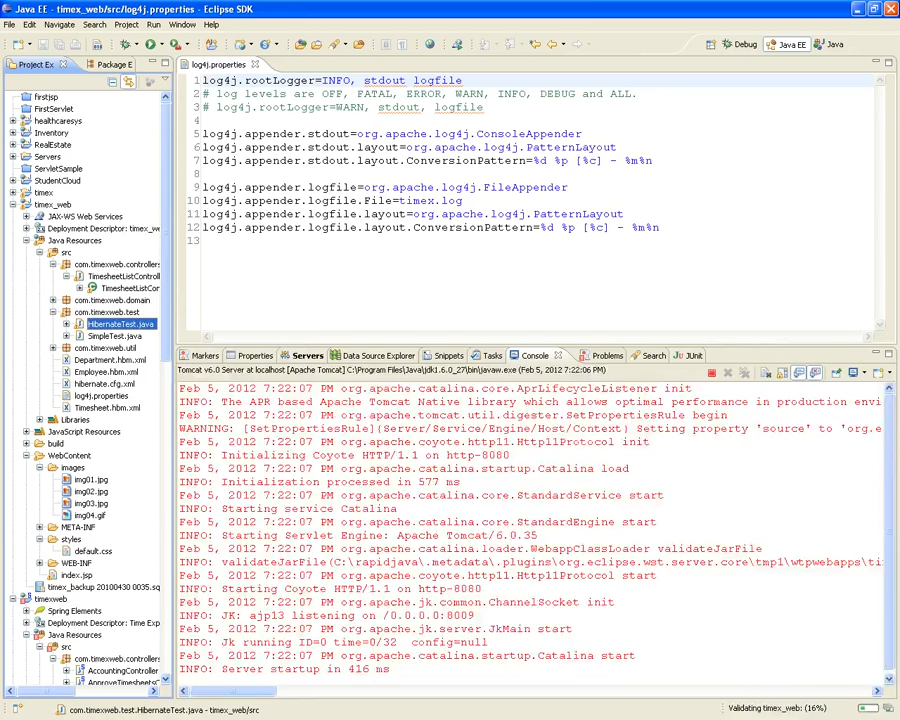 Java EE - timex_web/src/log4j.properties - Eclipse SDK
File Edit Navigate Search Project Run Window Help
Debug Java EE Java
Project Ex Package E
log4j.properties
firstjsp
FirstServlet
healthcaresys
Inventory
RealEstate
Servers
ServletSample
StudentCloud
timex
timex_web
JAX-WS Web Services
Deployment Descriptor: timex_we
Java Resources
src
com.timexweb.controllers
TimesheetListControll
TimesheetListCont
com.timexweb.domain
com.timexweb.test
HibernateTest.java
SimpleTest.java
com.timexweb.util
Department.hbm.xml
Employee.hbm.xml
hibernate.cfg.xml
log4j.properties
Timesheet.hbm.xml
Libraries
JavaScript Resources
build
WebContent
images
img01.jpg
img02.jpg
img03.jpg
img04.gif
META-INF
styles
default.css
WEB-INF
index.jsp
timex_backup 20100430 0035.sq
timexweb
Spring Elements
Deployment Descriptor: Time Exp
Java Resources
src
com.timexweb.controllers
AccountingController
ApproveTimesheetsC
1 log4j.rootLogger=INFO, stdout logfile
2 # log levels are OFF, FATAL, ERROR, WARN, INFO, DEBUG and ALL.
3 # log4j.rootLogger=WARN, stdout, logfile
4
5 log4j.appender.stdout=org.apache.log4j.ConsoleAppender
6 log4j.appender.stdout.layout=org.apache.log4j.PatternLayout
7 log4j.appender.stdout.layout.ConversionPattern=%d %p [%c] - %m%n
8
9 log4j.appender.logfile=org.apache.log4j.FileAppender
10 log4j.appender.logfile.File=timex.log
11 log4j.appender.logfile.layout=org.apache.log4j.PatternLayout
12 log4j.appender.logfile.layout.ConversionPattern=%d %p [%c] - %m%n
13
Markers Properties Servers Data Source Explorer Snippets Tasks Console Problems Search JUnit
Tomcat v6.0 Server at localhost [Apache Tomcat] C:\Program Files\Java\jdk1.6.0_27\bin\javaw.exe (Feb 5, 2012 7:22:06 PM)
Feb 5, 2012 7:22:07 PM org.apache.catalina.core.AprLifecycleListener init
INFO: The APR based Apache Tomcat Native library which allows optimal performance in production envi
Feb 5, 2012 7:22:07 PM org.apache.tomcat.util.digester.SetPropertiesRule begin
WARNING: [SetPropertiesRule]{Server/Service/Engine/Host/Context} Setting property 'source' to 'org.e
Feb 5, 2012 7:22:07 PM org.apache.coyote.http11.Http11Protocol init
INFO: Initializing Coyote HTTP/1.1 on http-8080
Feb 5, 2012 7:22:07 PM org.apache.catalina.startup.Catalina load
INFO: Initialization processed in 577 ms
Feb 5, 2012 7:22:07 PM org.apache.catalina.core.StandardService start
INFO: Starting service Catalina
Feb 5, 2012 7:22:07 PM org.apache.catalina.core.StandardEngine start
INFO: Starting Servlet Engine: Apache Tomcat/6.0.35
Feb 5, 2012 7:22:07 PM org.apache.catalina.loader.WebappClassLoader validateJarFile
INFO: validateJarFile(C:\rapidjava\.metadata\.plugins\org.eclipse.wst.server.core\tmp1\wtpwebapps\ti
Feb 5, 2012 7:22:07 PM org.apache.coyote.http11.Http11Protocol start
INFO: Starting Coyote HTTP/1.1 on http-8080
Feb 5, 2012 7:22:07 PM org.apache.jk.common.ChannelSocket init
INFO: JK: ajp13 listening on /0.0.0.0:8009
Feb 5, 2012 7:22:07 PM org.apache.jk.server.JkMain start
INFO: Jk running ID=0 time=0/32 config=null
Feb 5, 2012 7:22:07 PM org.apache.catalina.startup.Catalina start
INFO: Server startup in 416 ms
com.timexweb.test.HibernateTest.java - timex_web/src
Validating timex_web: (16%)